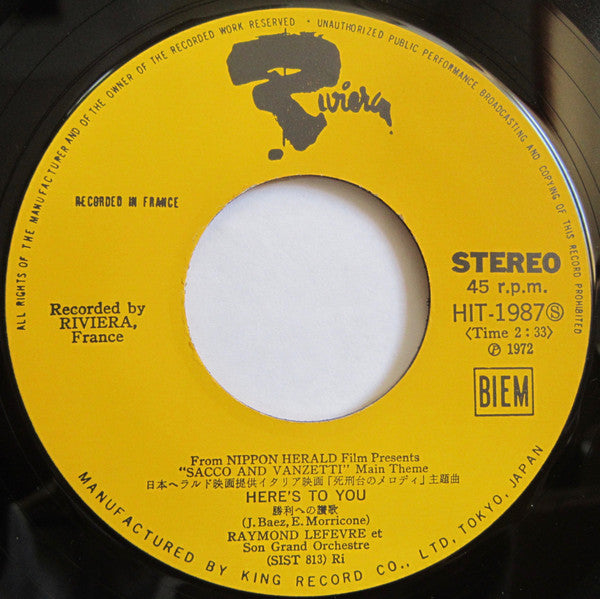 ALL RIGHTS OF THE MANUFACTURER AND OF THE OWNER OF THE RECORDED WORK RESERVED • UNAUTHORIZED PUBLIC PERFORMANCE BROADCASTING AND COPYING OF THIS RECORD PROHIBITED
Riviera
RECORDED IN FRANCE
Recorded by
RIVIERA,
France
STEREO
45 r.p.m.
HIT-1987Ⓢ
〈Time 2:33〉
Ⓟ 1972
BIEM
From NIPPON HERALD Film Presents
"SACCO AND VANZETTI" Main Theme
日本ヘラルド映画提供イタリア映画「死刑台のメロディ」主題曲
HERE'S TO YOU
勝利への讃歌
(J. Baez, E. Morricone)
RAYMOND LEFEVRE et
Son Grand Orchestre
(SIST 813) Ri
MANUFACTURED BY KING RECORD CO., LTD, TOKYO, JAPAN